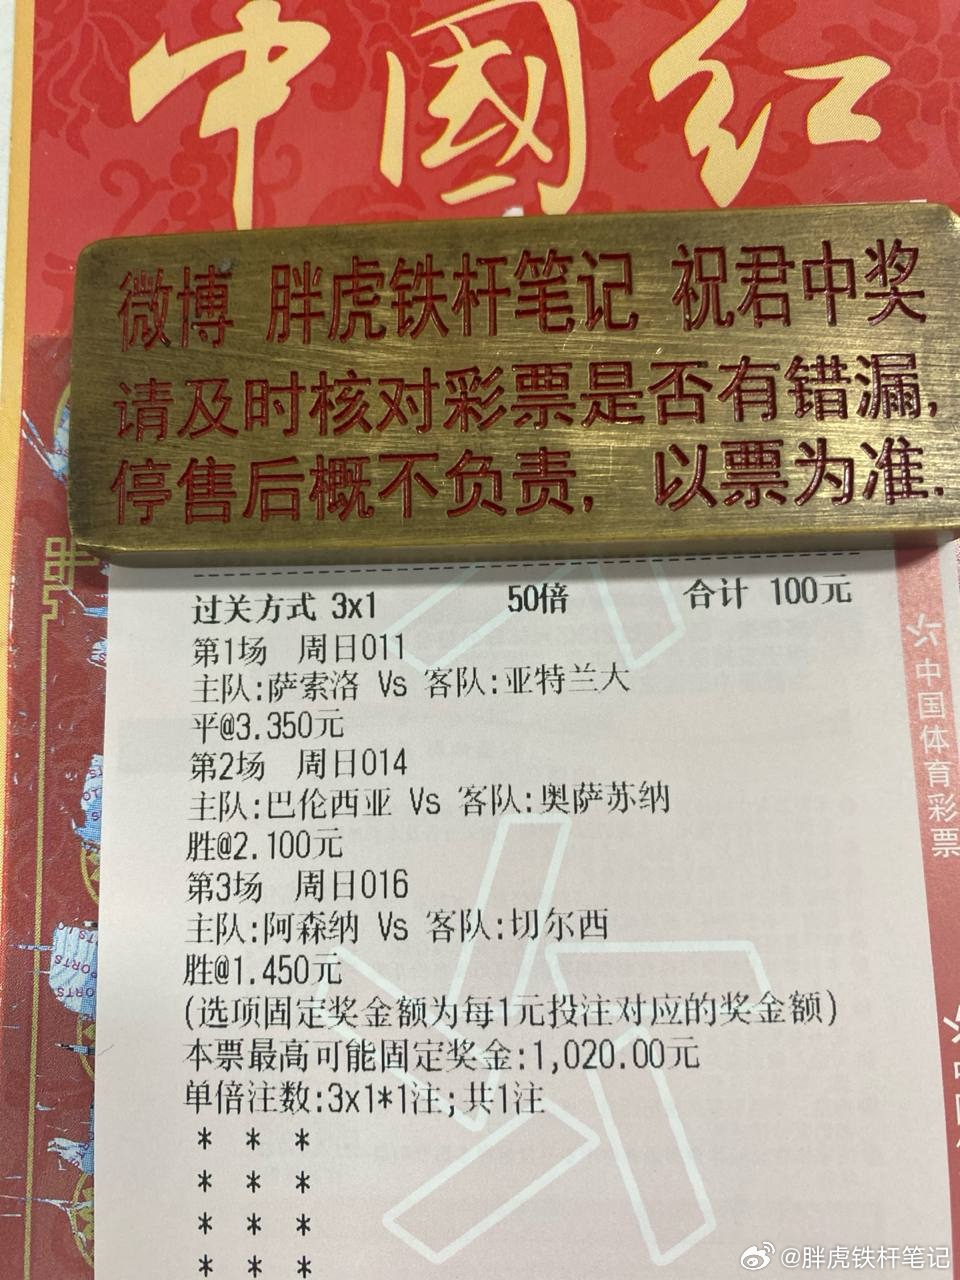 中國红
微博 胖虎铁杆笔记 祝君中奖
请及时核对彩票是否有错漏,
停售后概不负责, 以票为准.
过关方式 3x1 50倍 合计 100元
第1场 周日011
主队:萨索洛 Vs 客队:亚特兰大
平@3.350元
第2场 周日014
主队:巴伦西亚 Vs 客队:奥萨苏纳
胜@2.100元
第3场 周日016
主队:阿森纳 Vs 客队:切尔西
胜@1.450元
(选项固定奖金额为每1元投注对应的奖金额)
本票最高可能固定奖金:1,020.00元
单倍注数:3x1*1注;共1注
* * *
* * *
* * *
* * *
中国体育彩票
@胖虎铁杆笔记